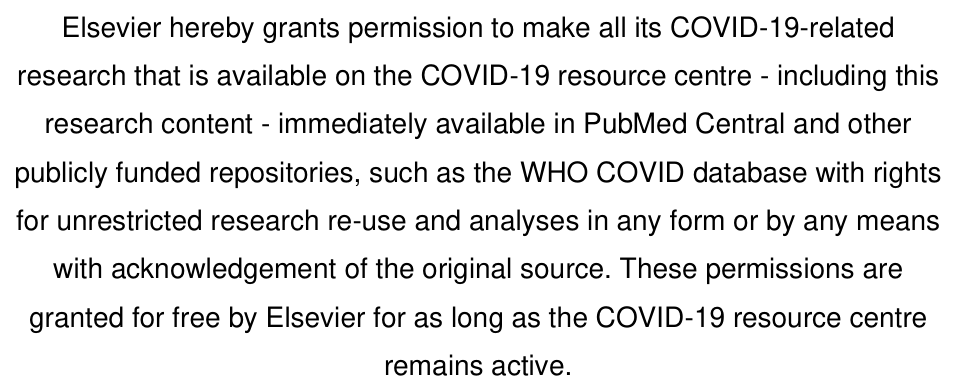 Elsevier hereby grants permission to make all its COVID-19-related
research that is available on the COVID-19 resource centre - including this
research content - immediately available in PubMed Central and other
publicly funded repositories, such as the WHO COVID database with rights
for unrestricted research re-use and analyses in any form or by any means
with acknowledgement of the original source. These permissions are
granted for free by Elsevier for as long as the COVID-19 resource centre
remains active.